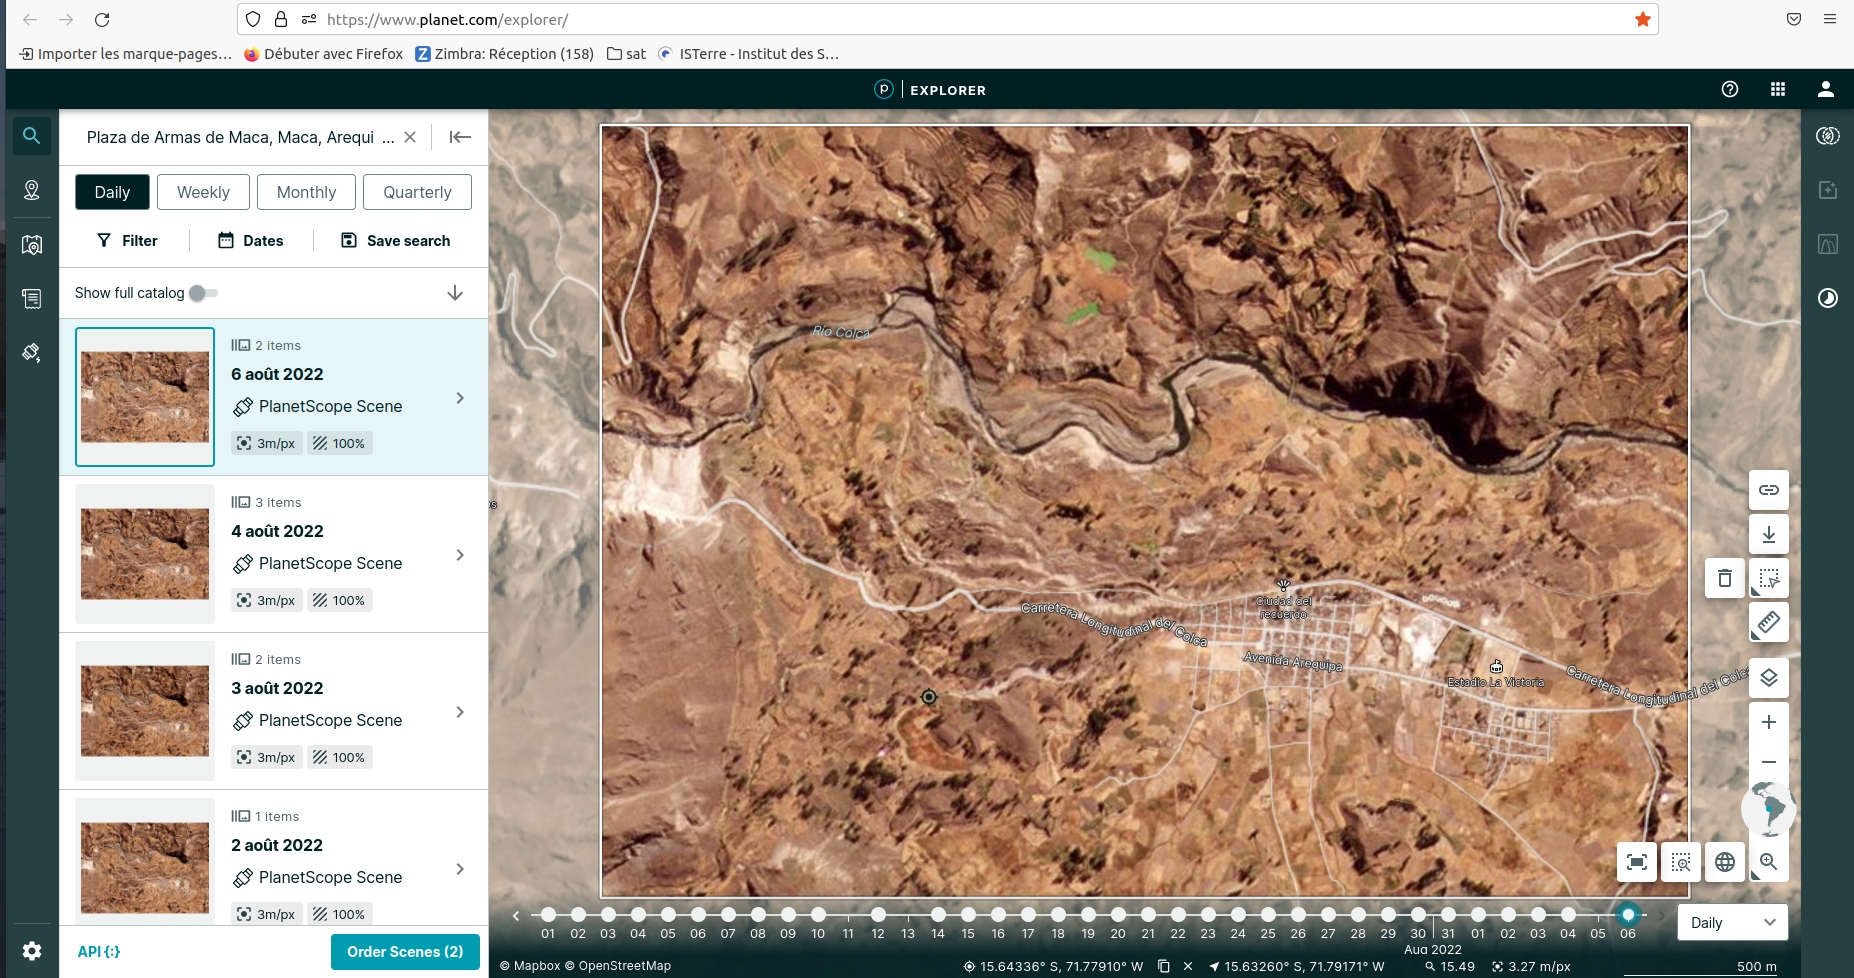 https://www.planet.com/explorer/
Importer les marque-pages... Débuter avec Firefox Zimbra: Réception (158) sat ISTerre - Institut des S...
p EXPLORER
Plaza de Armas de Maca, Maca, Arequi ...
Daily Weekly Monthly Quarterly
Filter Dates Save search
Show full catalog
2 items
6 août 2022
PlanetScope Scene
3m/px 100%
3 items
4 août 2022
PlanetScope Scene
3m/px 100%
2 items
3 août 2022
PlanetScope Scene
3m/px 100%
1 items
2 août 2022
PlanetScope Scene
3m/px 100%
API {:} Order Scenes (2)
Río Colca
Ciudad del
recuerdo
Carretera Longitudinal del Colca
Avenida Arequipa
Estadio La Victoria
Carretera Longitudinal del Colca
01 02 03 04 05 06 07 08 09 10 11 12 13 14 15 16 17 18 19 20 21 22 23 24 25 26 27 28 29 30 31 01 02 03 04 05 06
Aug 2022
Daily
© Mapbox © OpenStreetMap
15.64336° S, 71.77910° W 15.63260° S, 71.79171° W 15.49 3.27 m/px 500 m